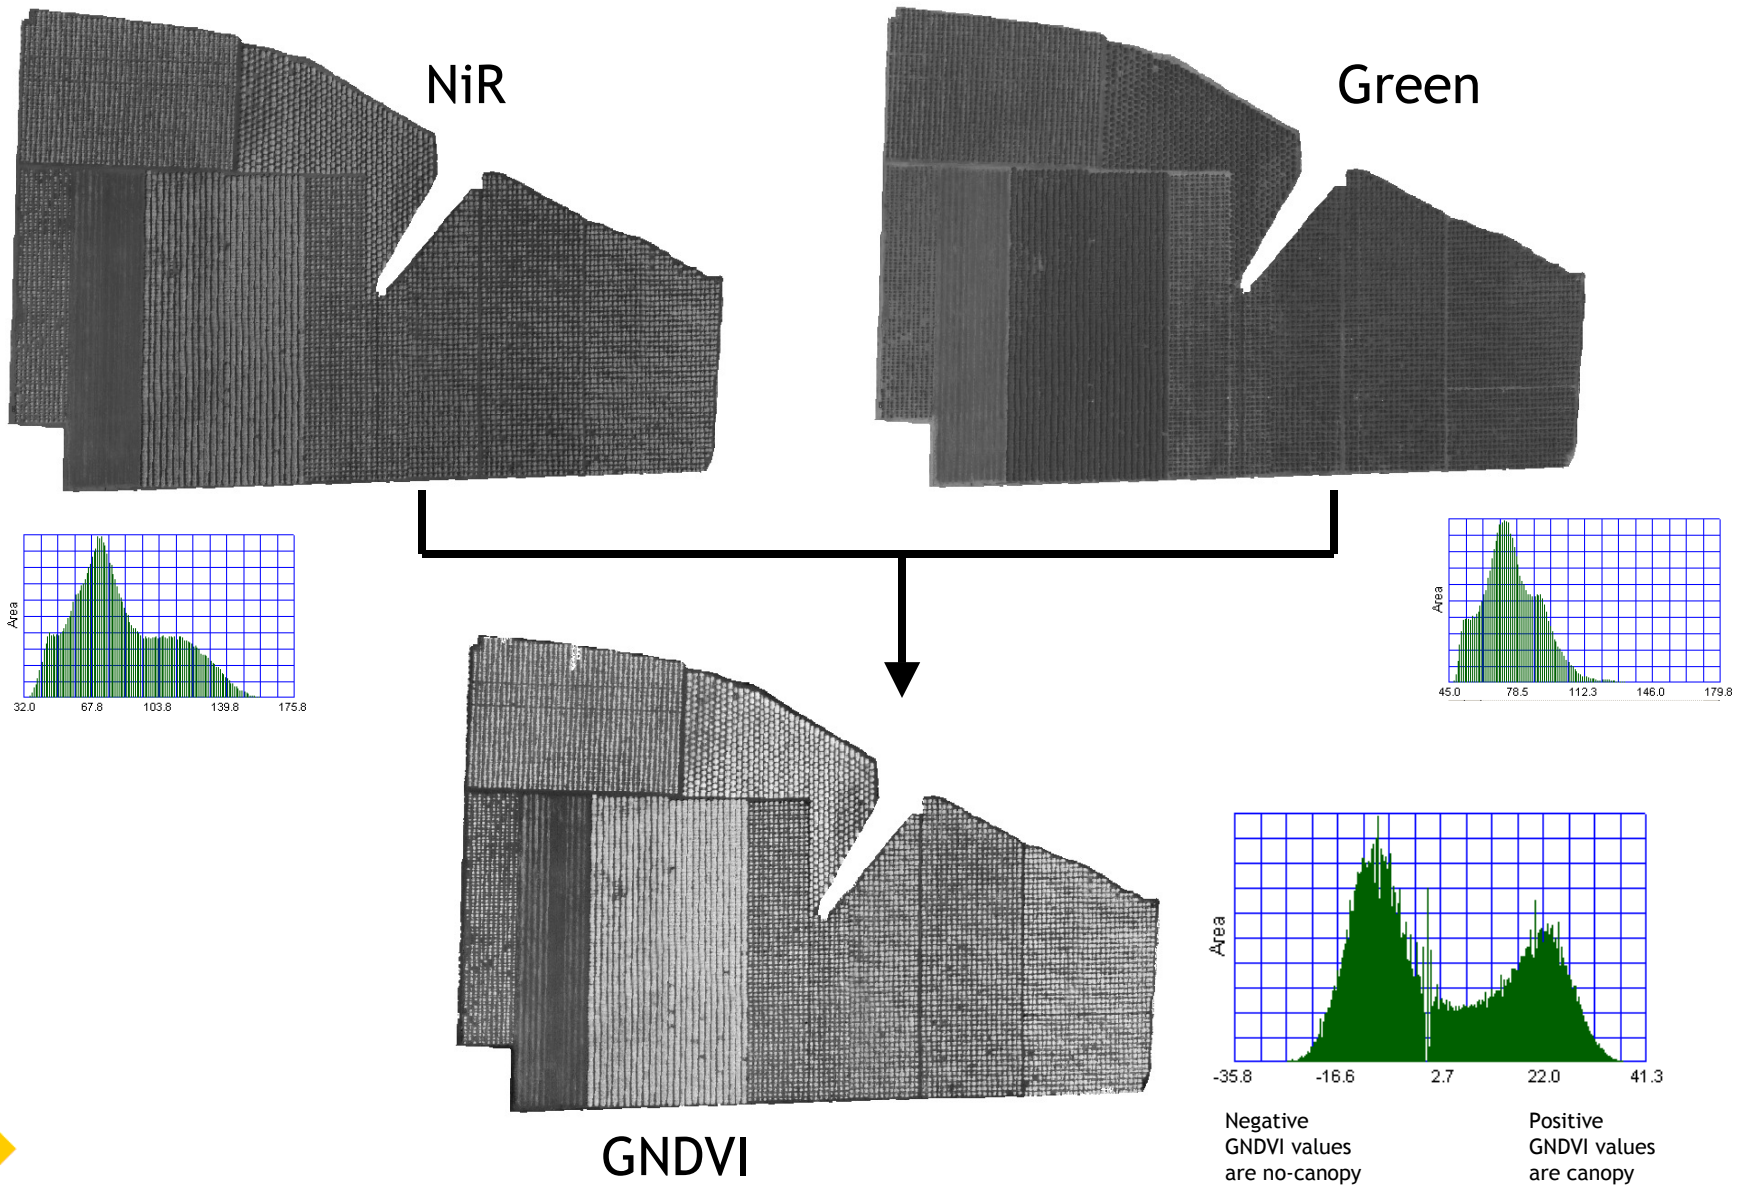 NiR
Green
Area
32.0 67.8 103.8 139.8 175.8
Area
45.0 78.5 112.3 146.0 179.8
GNDVI
Area
-35.8 -16.6 2.7 22.0 41.3
Negative
GNDVI values
are no-canopy
Positive
GNDVI values
are canopy